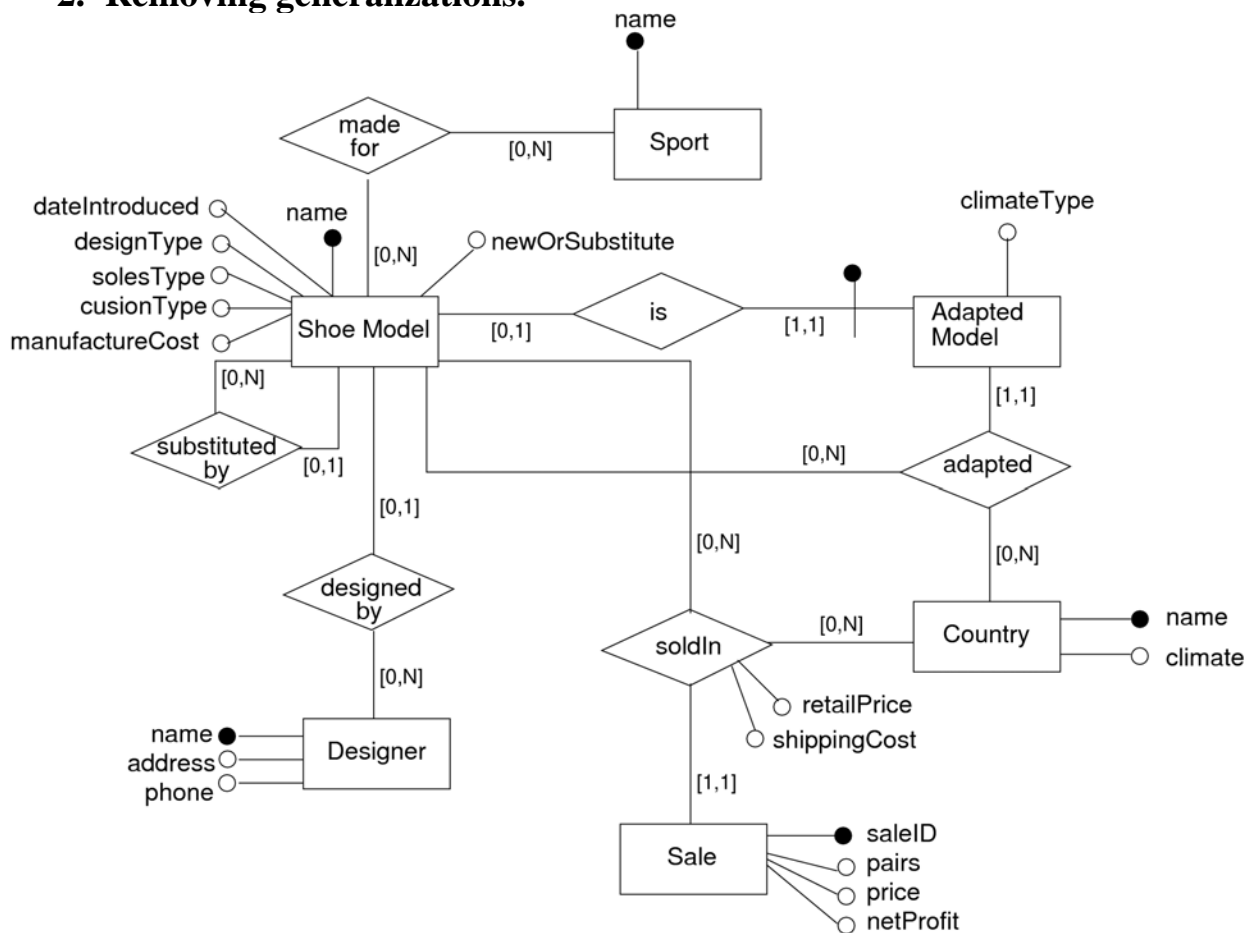 2. Removing generalizations.
name
made
for
[0,N]
Sport
dateIntroduced
name
climateType
designType
newOrSubstitute
solesType
[0,N]
cusionType
Shoe Model
[0,1]
is
[1,1]
Adapted
Model
manufactureCost
[0,N]
[1,1]
substituted
by
[0,1]
[0,N]
adapted
[0,1]
[0,N]
[0,N]
designed
by
[0,N]
Country
name
climate
soldIn
[0,N]
retailPrice
shippingCost
name
address
phone
Designer
[1,1]
Sale
saleID
pairs
price
netProfit